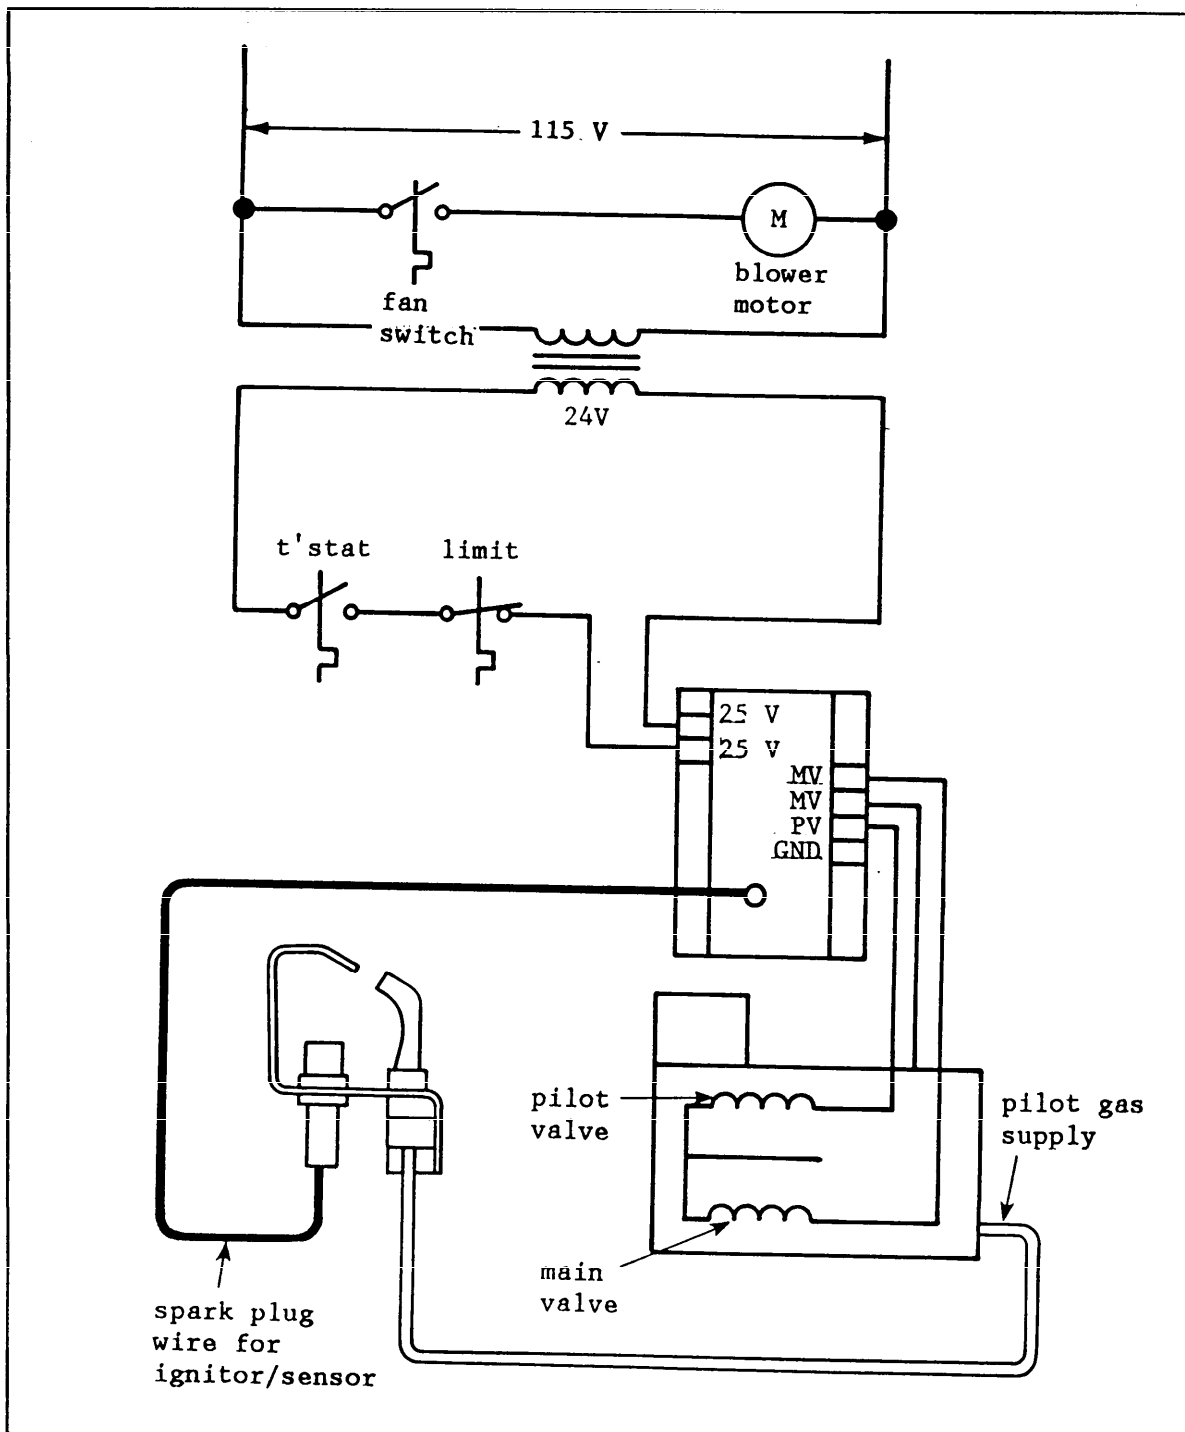 115 V
M
blower
motor
fan
switch
24V
t'stat
limit
25 V
25 V
MV
MV
PV
GND
pilot
valve
pilot gas
supply
main
valve
spark plug
wire for
ignitor/sensor